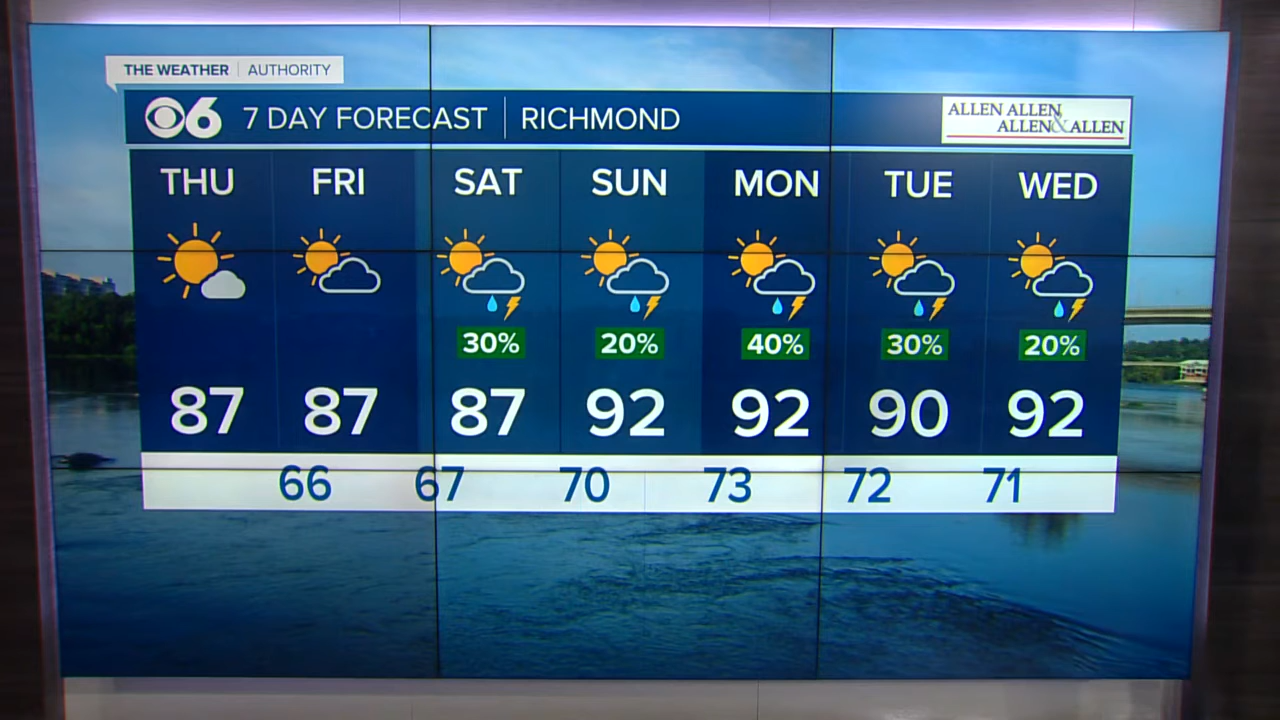 THE WEATHER | AUTHORITY
6 7 DAY FORECAST | RICHMOND
ALLEN ALLEN
ALLEN & ALLEN
THU FRI SAT SUN MON TUE WED
30% 20% 40% 30% 20%
87 87 87 92 92 90 92
66 67 70 73 72 71